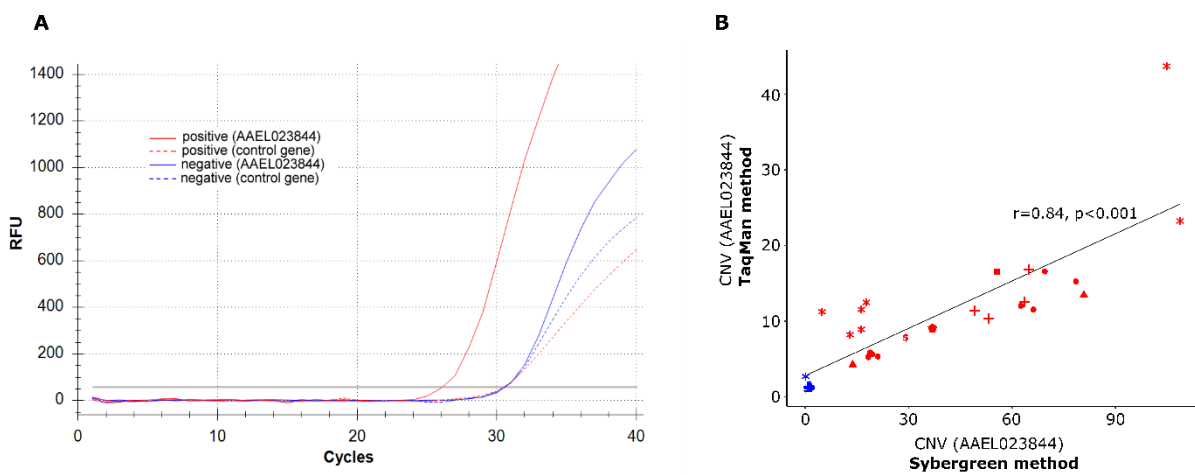 A
1400
1200
1000
800
600
400
200
0
RFU
positive (AAEL023844)
positive (control gene)
negative (AAEL023844)
negative (control gene)
0
10
20
30
40
Cycles
B
40
30
20
10
0
CNV (AAEL023844)
TaqMan method
r=0.84, p<0.001
0
30
60
90
CNV (AAEL023844)
Sybergreen method